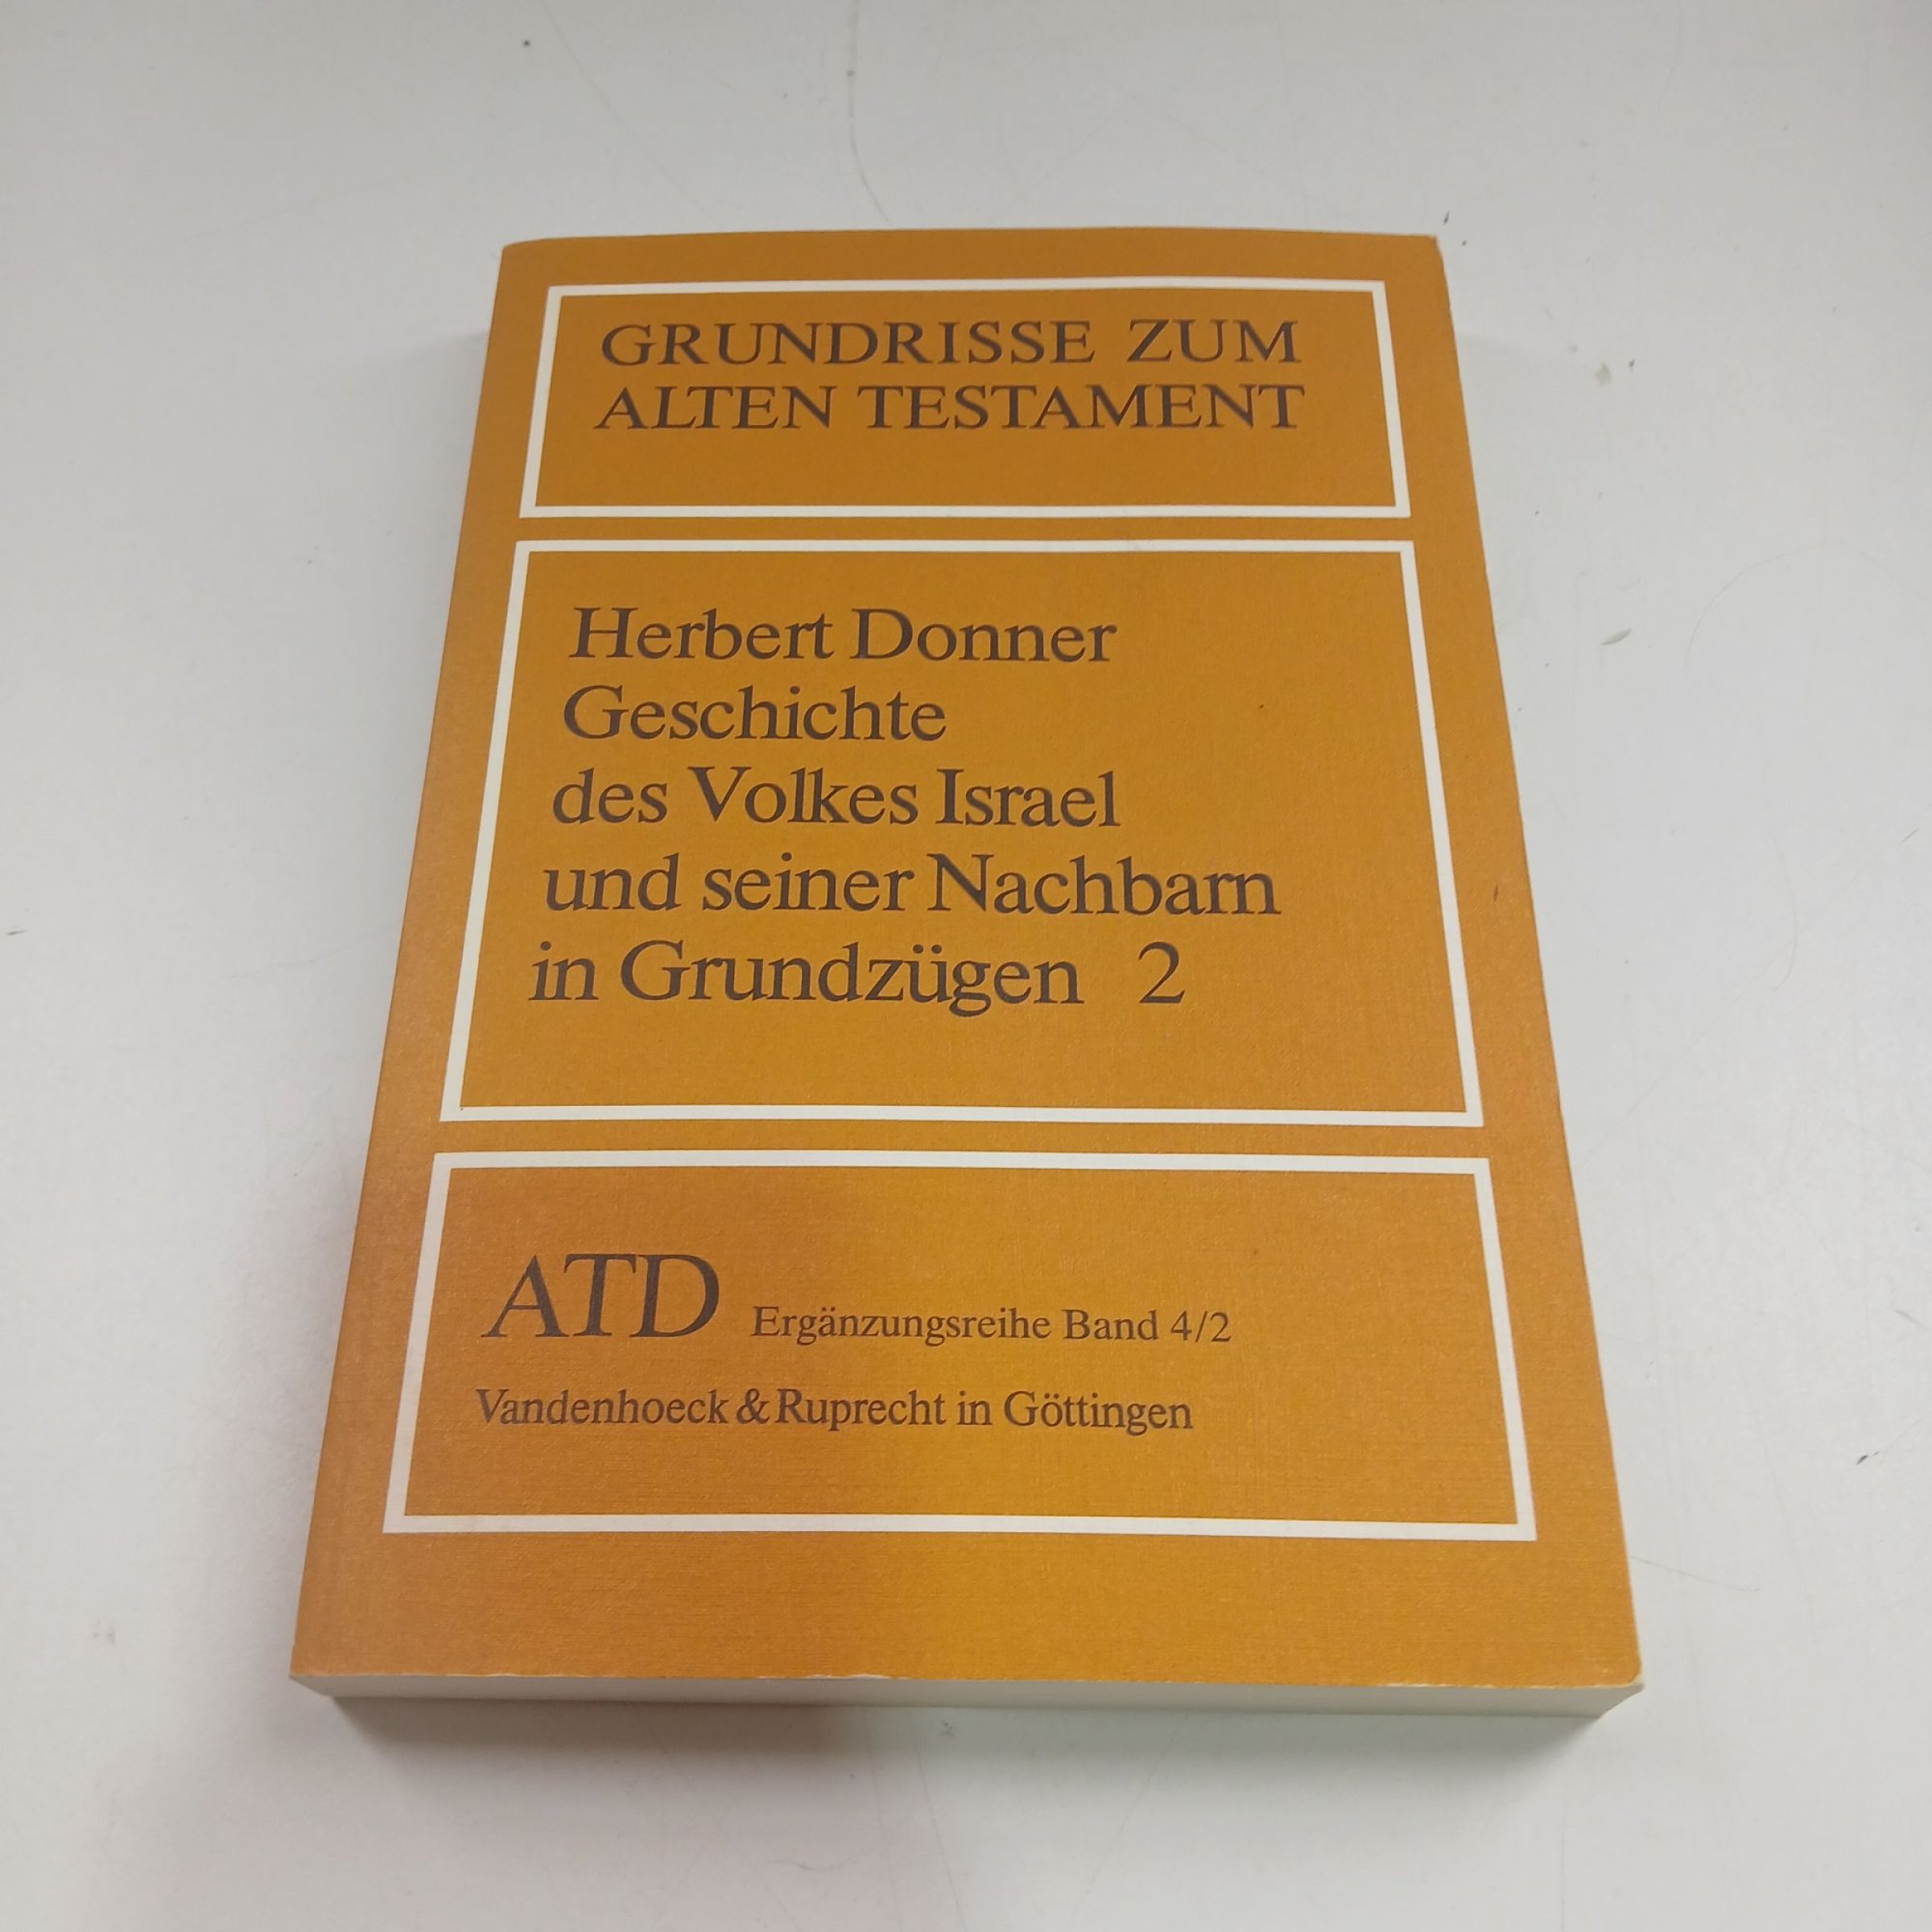 GRUNDRISSE ZUM
ALTEN TESTAMENT
Herbert Donner
Geschichte
des Volkes Israel
und seiner Nachbarn
in Grundzügen 2
ATD Ergänzungsreihe Band 4/2
Vandenhoeck & Ruprecht in Göttingen